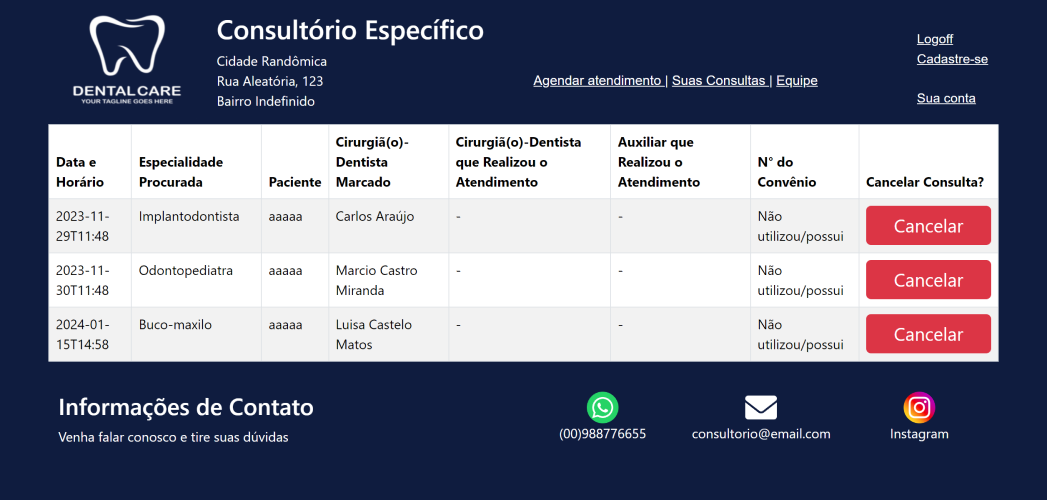 DENTALCARE
YOUR TAGLINE GOES HERE
Consultório Específico
Cidade Randômica
Rua Aleatória, 123
Bairro Indefinido
Agendar atendimento | Suas Consultas | Equipe
Logoff
Cadastre-se
Sua conta
Data e
Horário
Especialidade
Procurada
Paciente
Cirurgiã(o)-
Dentista
Marcado
Cirurgiã(o)-Dentista
que Realizou o
Atendimento
Auxiliar que
Realizou o
Atendimento
N° do
Convênio
Cancelar Consulta?
2023-11-
29T11:48
Implantodontista
aaaaa
Carlos Araújo
-
-
Não
utilizou/possui
Cancelar
2023-11-
30T11:48
Odontopediatra
aaaaa
Marcio Castro
Miranda
-
-
Não
utilizou/possui
Cancelar
2024-01-
15T14:58
Buco-maxilo
aaaaa
Luisa Castelo
Matos
-
-
Não
utilizou/possui
Cancelar
Informações de Contato
Venha falar conosco e tire suas dúvidas
(00)988776655
consultorio@email.com
Instagram